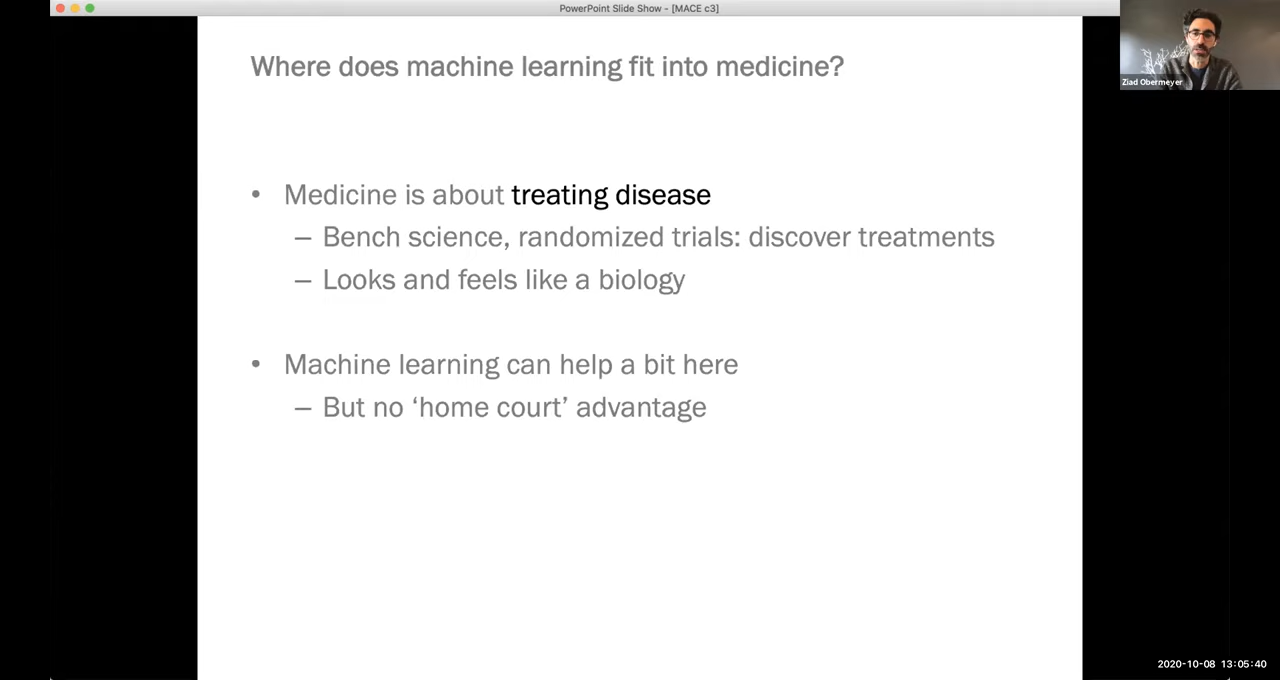 PowerPoint Slide Show - [MACE c3]
Ziad Obermeyer
Where does machine learning fit into medicine?
• Medicine is about treating disease
– Bench science, randomized trials: discover treatments
– Looks and feels like a biology
• Machine learning can help a bit here
– But no ‘home court’ advantage
2020-10-08 13:05:40